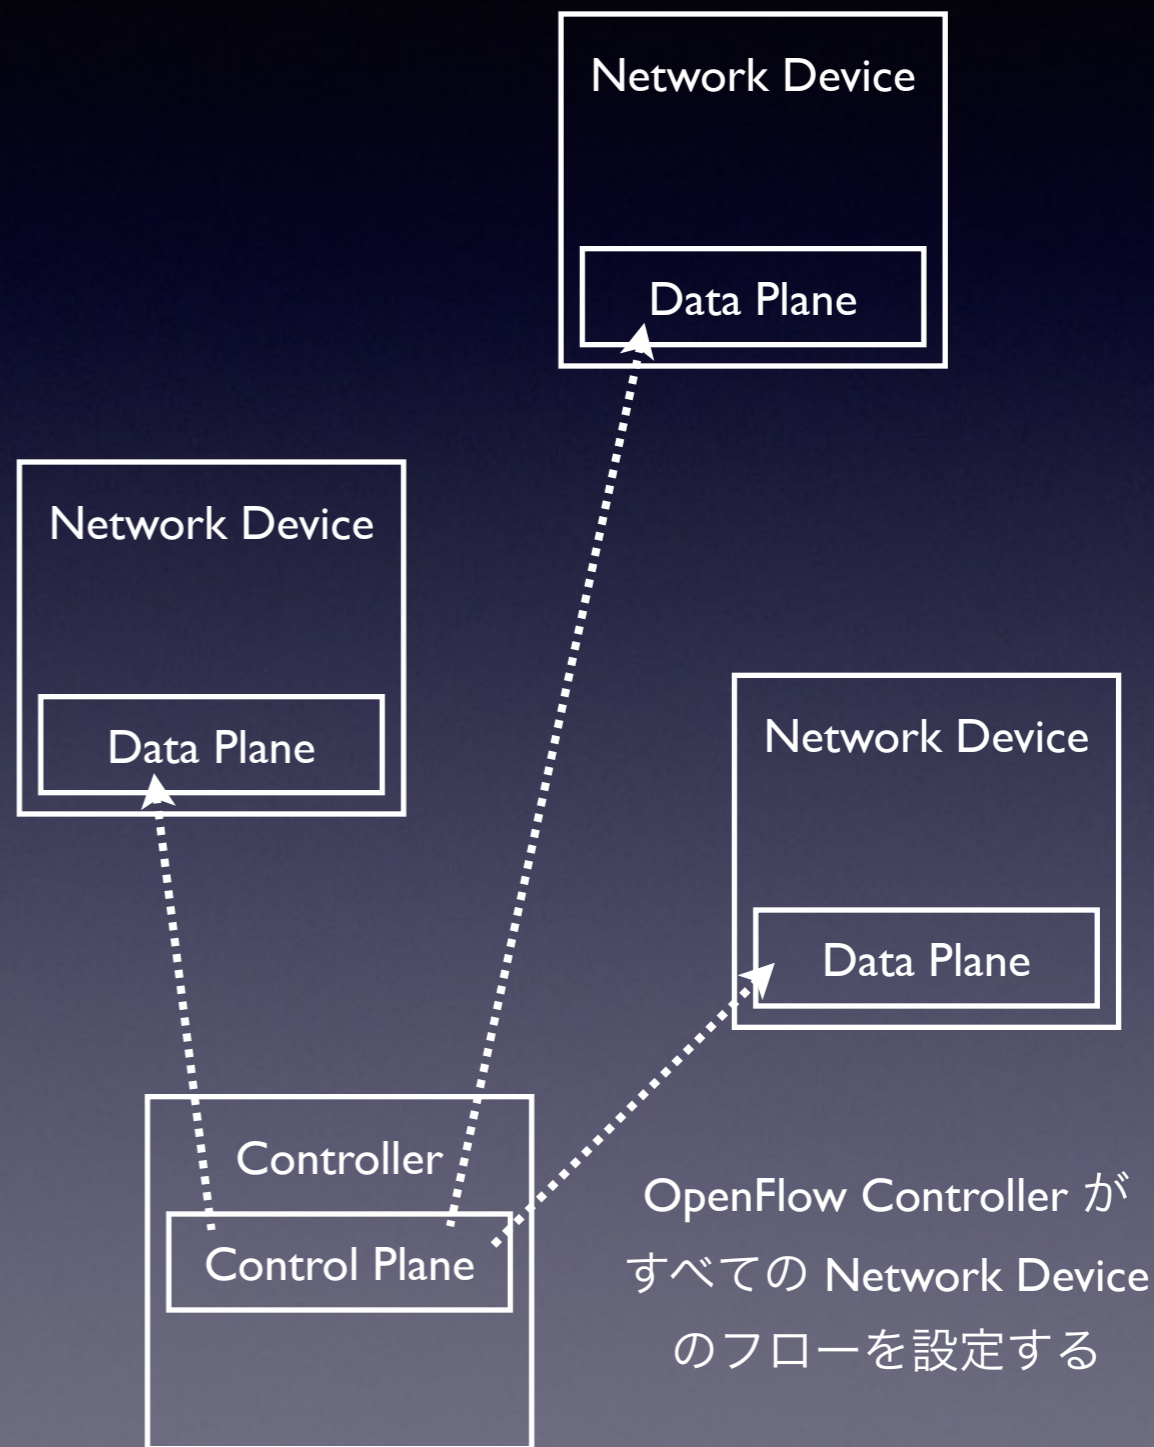 Network Device
Data Plane
Network Device
Data Plane
Network Device
Data Plane
Controller
Control Plane
OpenFlow Controller が
すべての Network Device
のフローを設定する